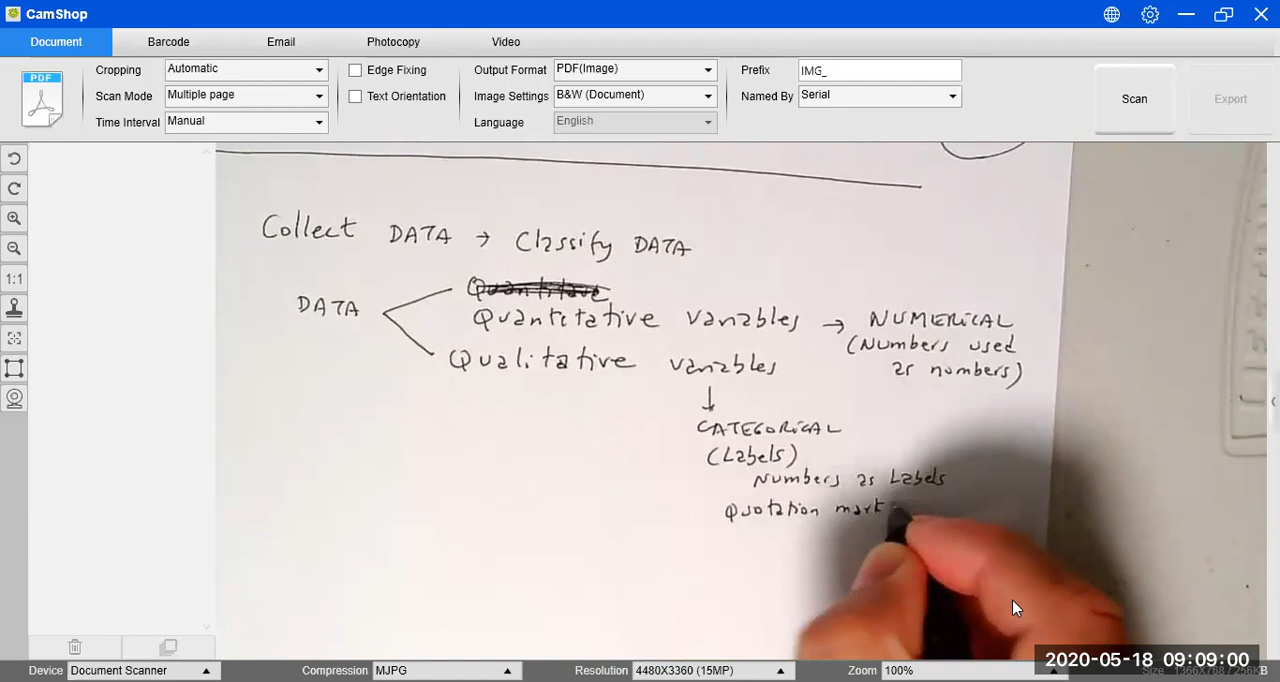 CamShop
Document Barcode Email Photocopy Video
PDF
Cropping Automatic Edge Fixing Output Format PDF(Image) Prefix IMG_
Scan Mode Multiple page Text Orientation Image Settings B&W (Document) Named By Serial Scan Export
Time Interval Manual Language English
1:1
Collect DATA → Classify DATA
DATA
Quantitative variables → NUMERICAL
(Numbers used
as numbers)
Qualitative variables
↓
CATEGORICAL
(Labels)
Numbers as Labels
Quotation mark
2020-05-18 09:09:00
Device Document Scanner Compression MJPG Resolution 4480X3360 (15MP) Zoom 100%